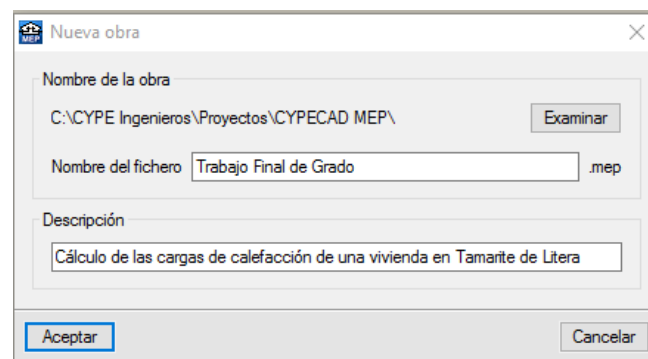 MEP Nueva obra
Nombre de la obra
C:\CYPE Ingenieros\Proyectos\CYPECAD MEP\ Examinar
Nombre del fichero Trabajo Final de Grado .mep
Descripción
Cálculo de las cargas de calefacción de una vivienda en Tamarite de Litera
Aceptar Cancelar